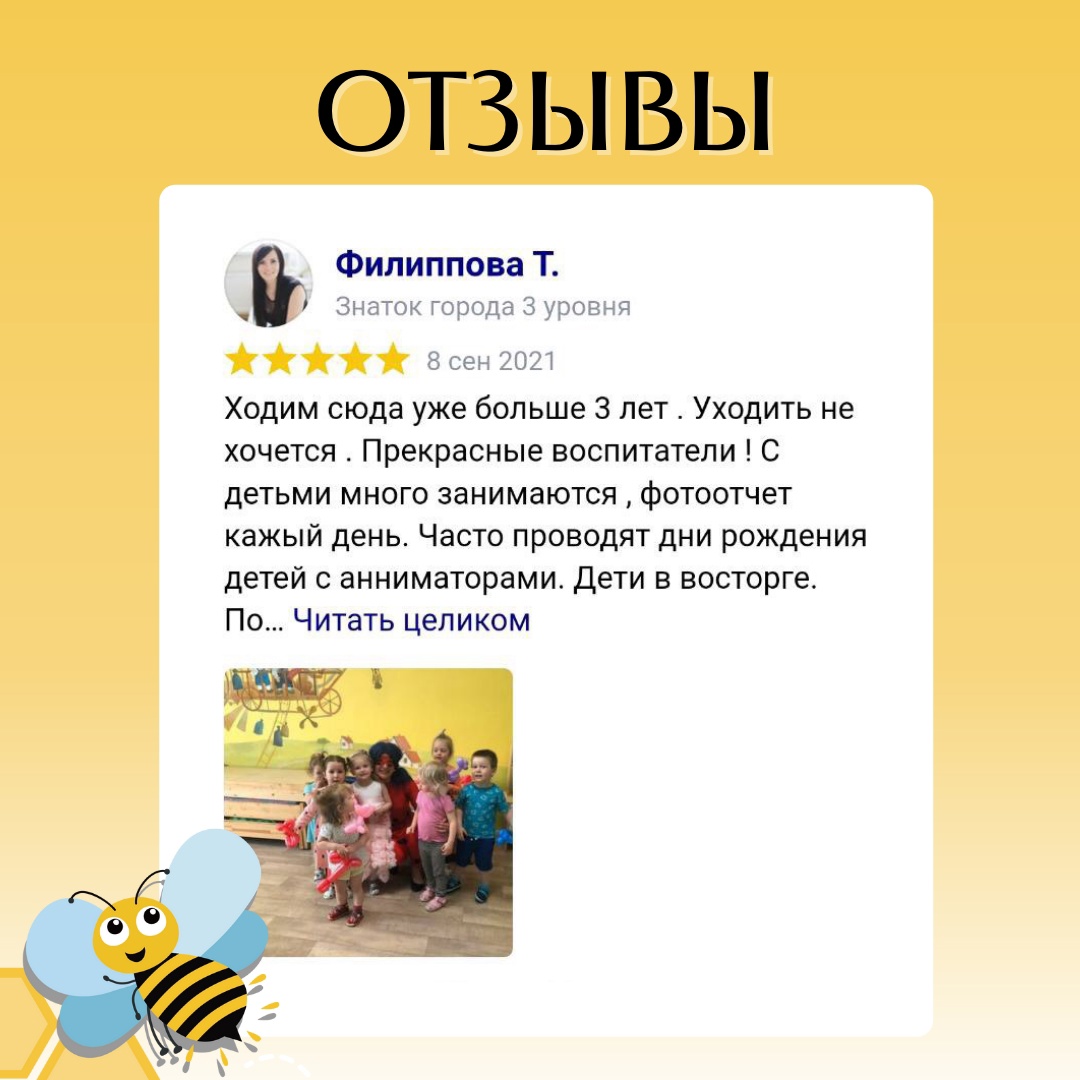 ОТЗЫВЫ
Филиппова Т.
Знаток города 3 уровня
8 сен 2021
Ходим сюда уже больше 3 лет . Уходить не
хочется . Прекрасные воспитатели ! С
детьми много занимаются , фотоотчет
кажый день. Часто проводят дни рождения
детей с анниматорами. Дети в восторге.
По... Читать целиком